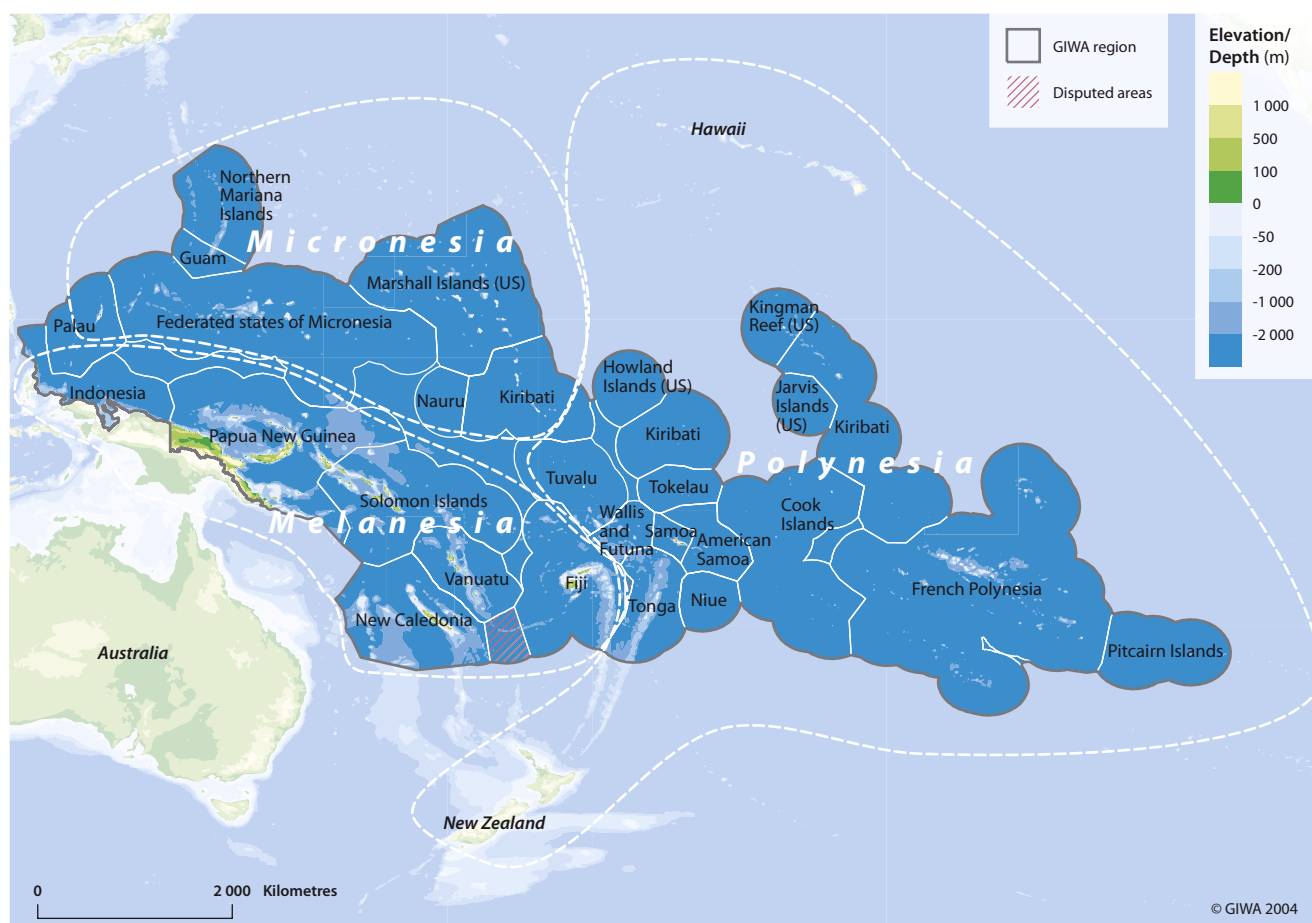 Elevation/
Depth (m)
1 000
500
100
0
-50
-200
-1 000
-2 000
GIWA region
Disputed areas
Hawaii
Northern
Mariana
Islands
Micronesia
Guam
Marshall Islands (US)
Palau
Federated states of Micronesia
Kingman
Reef (US)
Howland
Islands (US)
Indonesia
Nauru
Kiribati
Jarvis
Islands
(US)
Kiribati
Kiribati
Papua New Guinea
Polynesia
Tuvalu
Tokelau
Solomon Islands
Cook
Islands
Melanesia
Wallis
and
Futuna
Samoa
American
Samoa
Vanuatu
Fiji
French Polynesia
New Caledonia
Tonga
Niue
Pitcairn Islands
Australia
New Zealand
0
2 000 Kilometres
© GIWA 2004